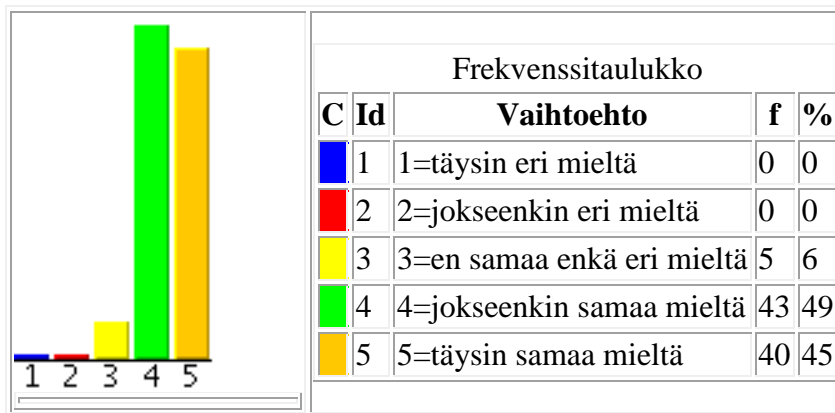 1 2 3 4 5
Frekvenssitaulukko
C Id Vaihtoehto f %
1 1=täysin eri mieltä 0 0
2 2=jokseenkin eri mieltä 0 0
3 3=en samaa enkä eri mieltä 5 6
4 4=jokseenkin samaa mieltä 43 49
5 5=täysin samaa mieltä 40 45